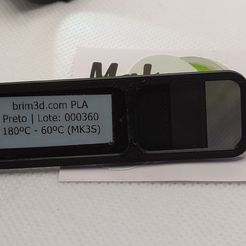 brim3d.com PLA
Preto | Lote: 000360
180ºC - 60ºC (MK3S)